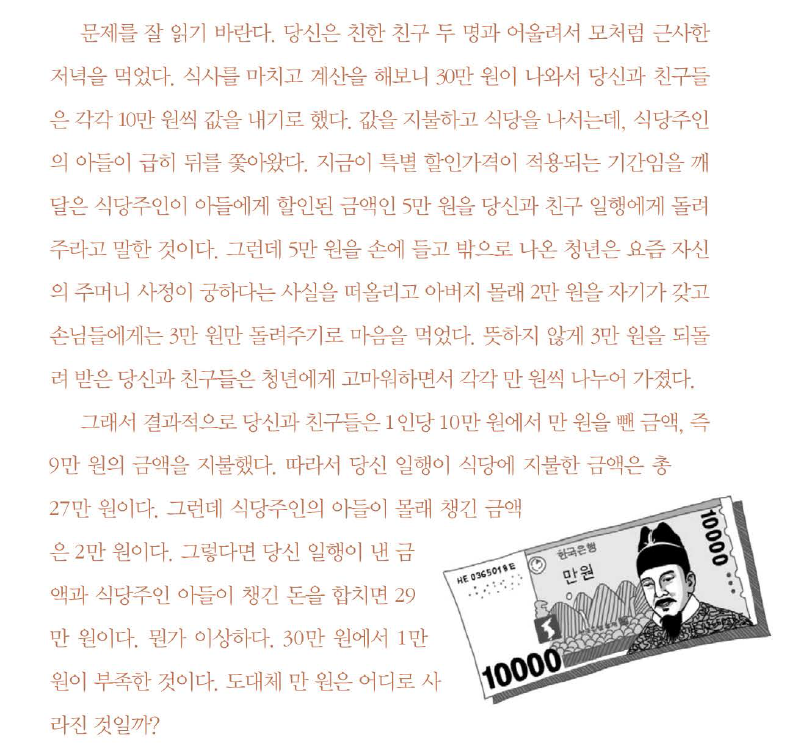 문제를 잘 읽기 바란다. 당신은 친한 친구 두 명과 어울려서 모처럼 근사한
저녁을 먹었다. 식사를 마치고 계산을 해보니 30만 원이 나와서 당신과 친구들
은 각각 10만 원씩 값을 내기로 했다. 값을 지불하고 식당을 나서는데, 식당주인
의 아들이 급히 뒤를 쫓아왔다. 지금이 특별 할인가격이 적용되는 기간임을 깨
달은 식당주인이 아들에게 할인된 금액인 5만 원을 당신과 친구 일행에게 돌려
주라고 말한 것이다. 그런데 5만 원을 손에 들고 밖으로 나온 청년은 요즘 자신
의 주머니 사정이 궁하다는 사실을 떠올리고 아버지 몰래 2만 원을 자기가 갖고
손님들에게는 3만 원만 돌려주기로 마음을 먹었다. 뜻하지 않게 3만 원을 되돌
려 받은 당신과 친구들은 청년에게 고마워하면서 각각 만 원씩 나누어 가졌다.
그래서 결과적으로 당신과 친구들은 1인당 10만 원에서 만 원을 뺀 금액, 즉
9만 원의 금액을 지불했다. 따라서 당신 일행이 식당에 지불한 금액은 총
27만 원이다. 그런데 식당주인의 아들이 몰래 챙긴 금액
은 2만 원이다. 그렇다면 당신 일행이 낸 금
액과 식당주인 아들이 챙긴 돈을 합치면 29
만 원이다. 뭔가 이상하다. 30만 원에서 1만
원이 부족한 것이다. 도대체 만 원은 어디로 사
라진 것일까?
한국은행
10000
HE 0365018 E
만원
10000